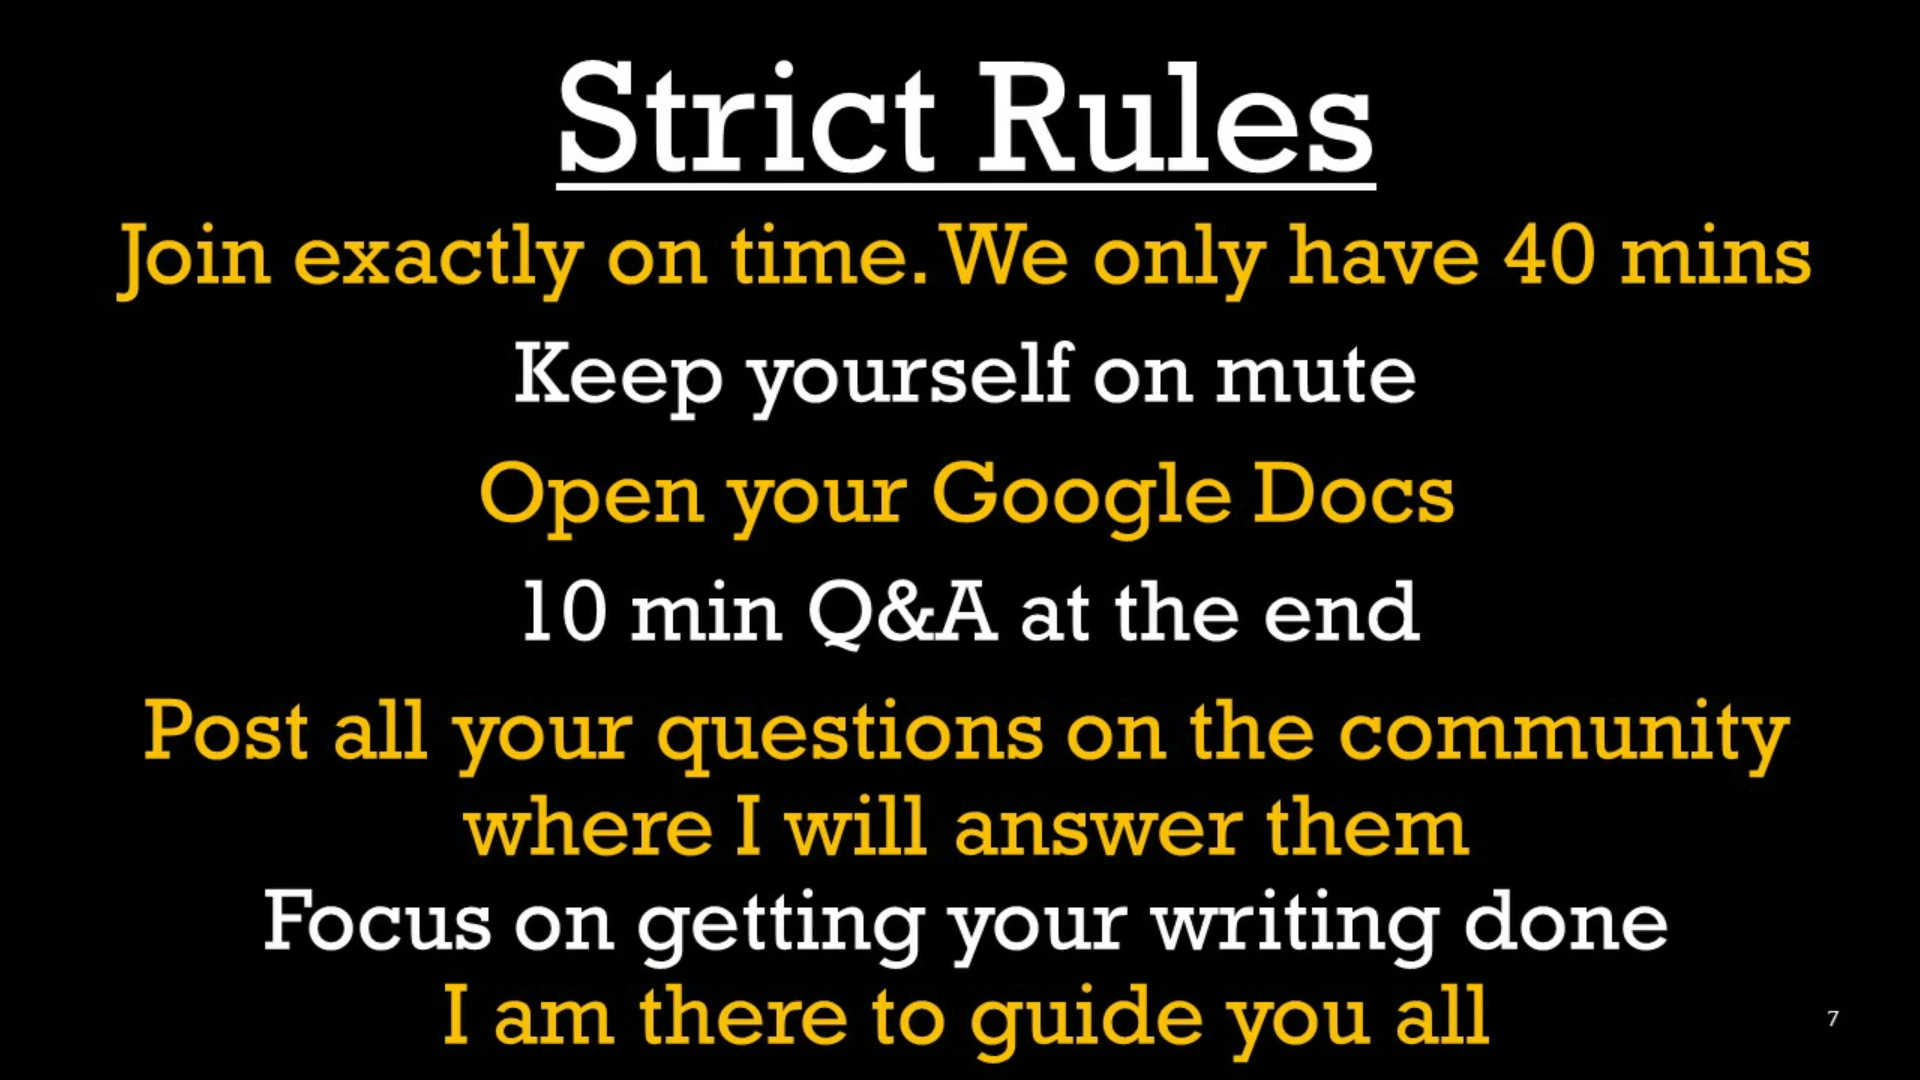 Strict Rules
Join exactly on time. We only have 40 mins
Keep yourself on mute
Open your Google Docs
10 min Q&A at the end
Post all your questions on the community
where I will answer them
Focus on getting your writing done
I am there to guide you all
7